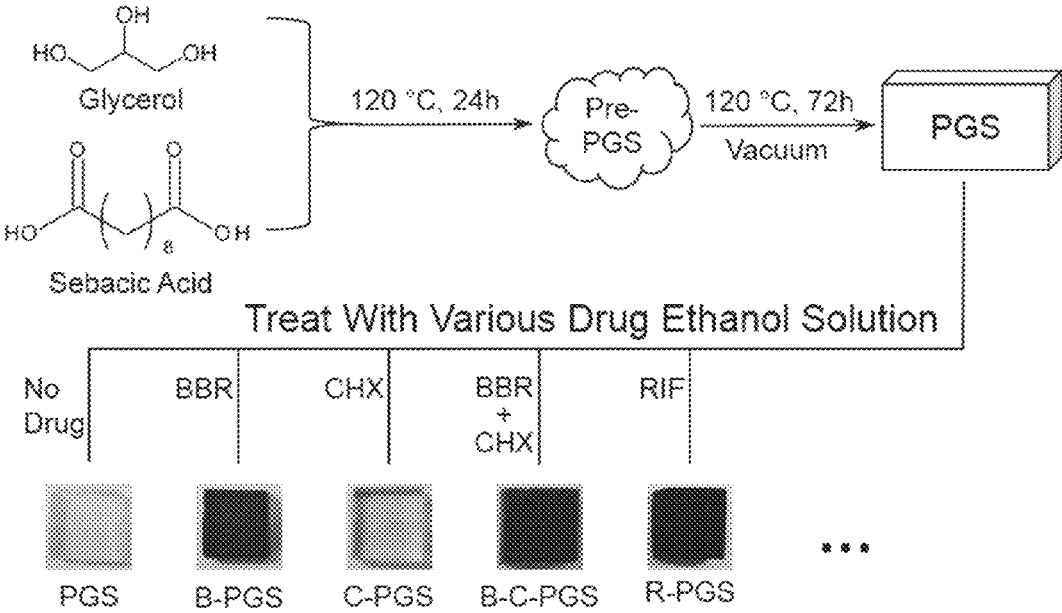 OH
HO
OH
Glycerol
120 °C, 24h
Pre-
PGS
120 °C, 72h
Vacuum
PGS
O
O
HO
OH
8
Sebacic Acid
Treat With Various Drug Ethanol Solution
No
Drug
BBR
CHX
BBR
+
CHX
RIF
PGS
B-PGS
C-PGS
B-C-PGS
R-PGS
...